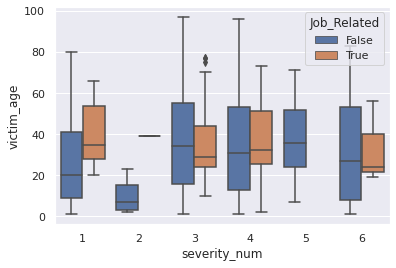 100
80
60
40
20
0
victim_age
Job_Related
False
True
1 2 3 4 5 6
severity_num